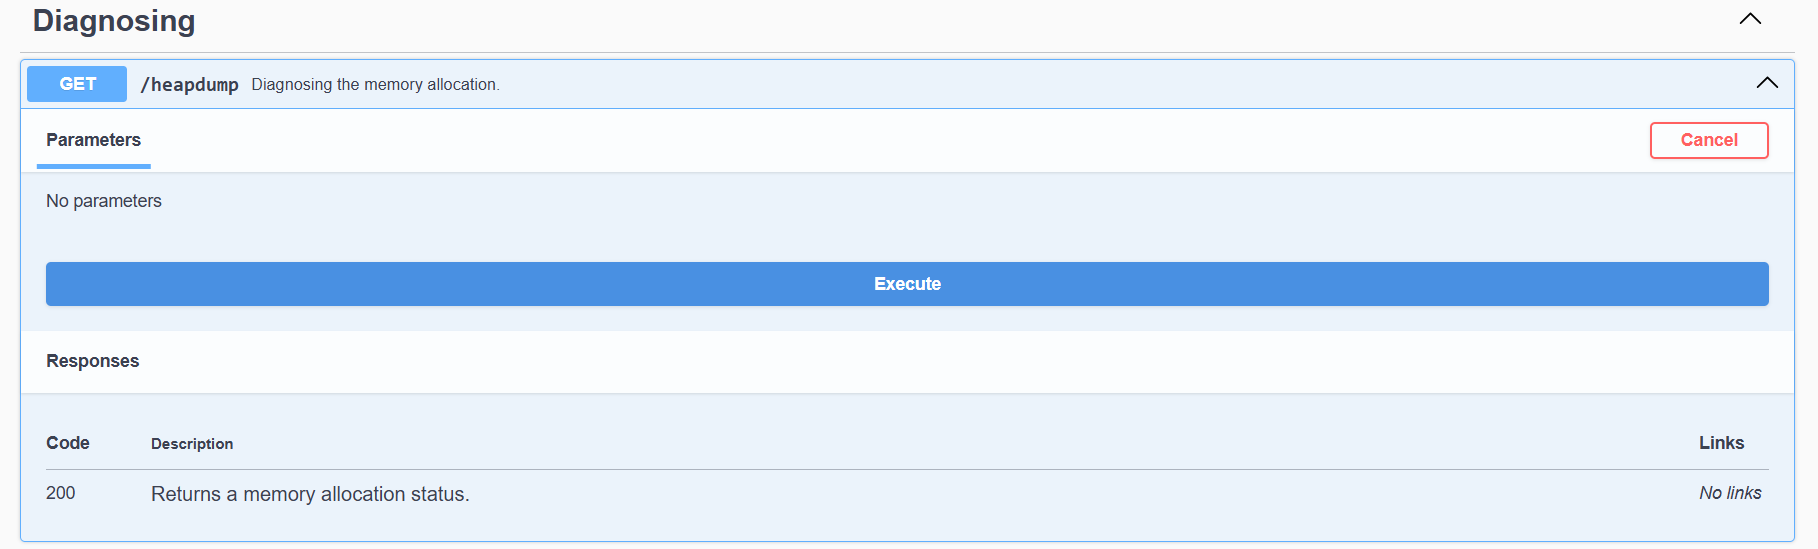 Diagnosing
GET /heapdump Diagnosing the memory allocation.
Parameters Cancel
No parameters
Execute
Responses
Code Description Links
200 Returns a memory allocation status. No links